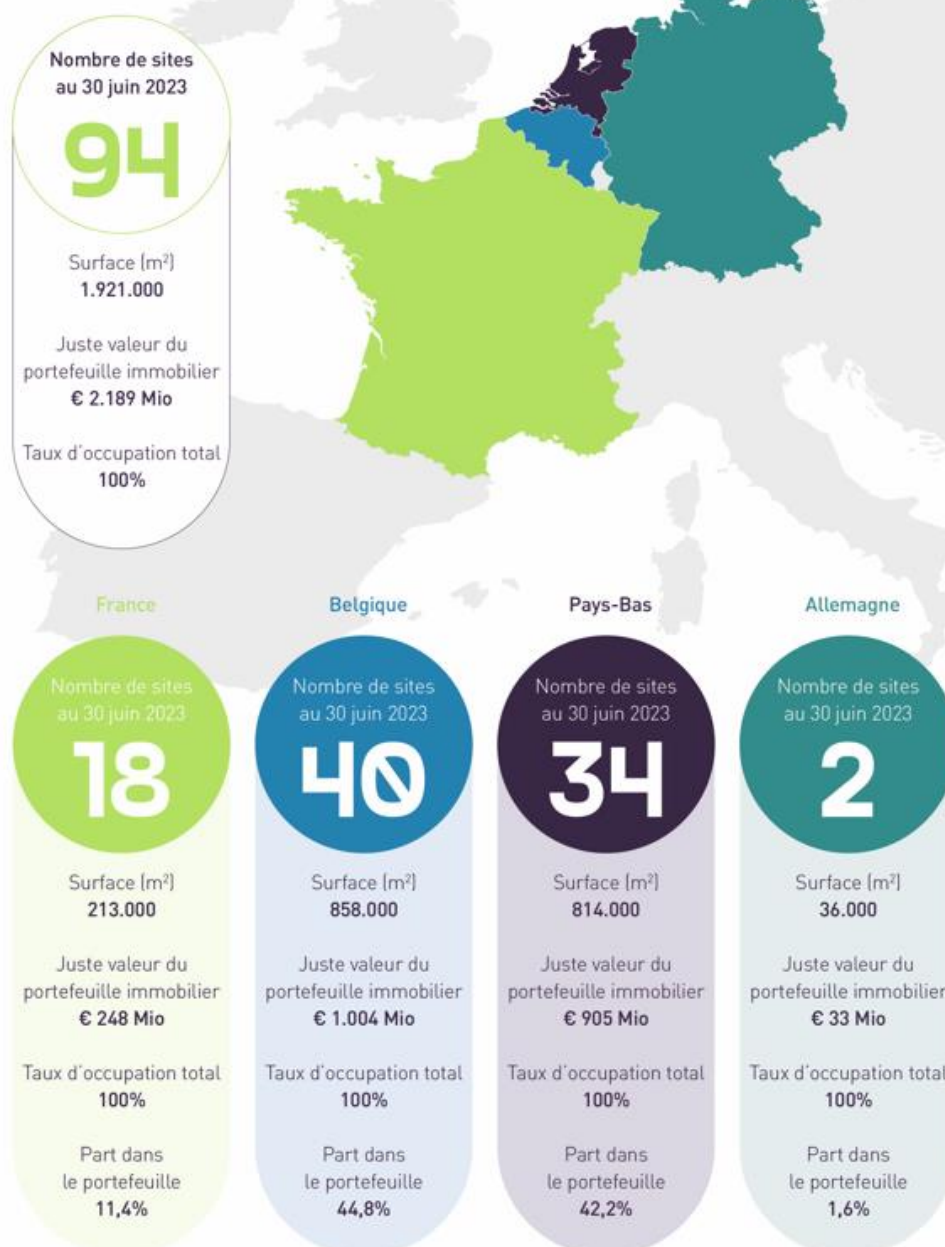 Nombre de sites
au 30 juin 2023
94
Surface (m²)
1.921.000
Juste valeur du
portefeuille immobilier
€ 2.189 Mio
Taux d'occupation total
100%
France
Nombre de sites
au 30 juin 2023
18
Surface (m²)
213.000
Juste valeur du
portefeuille immobilier
€ 248 Mio
Taux d'occupation total
100%
Part dans
le portefeuille
11,4%
Belgique
Nombre de sites
au 30 juin 2023
40
Surface (m²)
858.000
Juste valeur du
portefeuille immobilier
€ 1.004 Mio
Taux d'occupation total
100%
Part dans
le portefeuille
44,8%
Pays-Bas
Nombre de sites
au 30 juin 2023
34
Surface (m²)
814.000
Juste valeur du
portefeuille immobilier
€ 905 Mio
Taux d'occupation total
100%
Part dans
le portefeuille
42,2%
Allemagne
Nombre de sites
au 30 juin 2023
2
Surface (m²)
36.000
Juste valeur du
portefeuille immobilier
€ 33 Mio
Taux d'occupation total
100%
Part dans
le portefeuille
1,6%